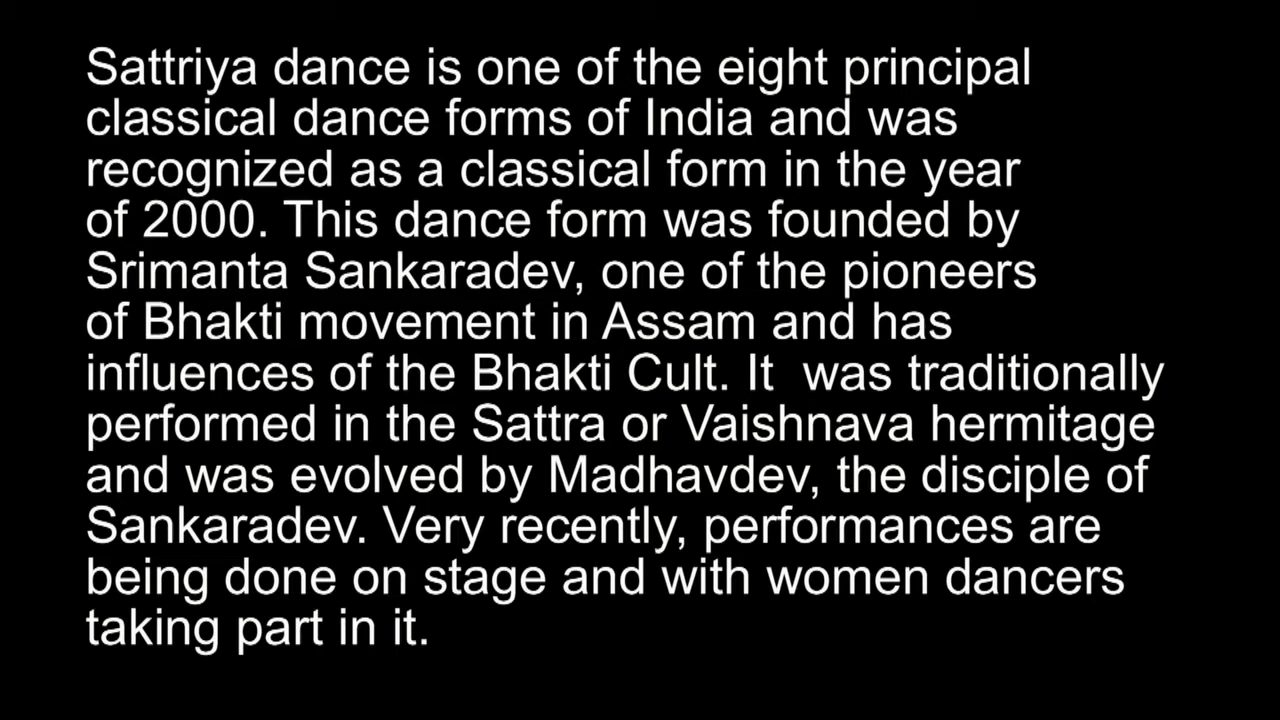 Sattriya dance is one of the eight principal
classical dance forms of India and was
recognized as a classical form in the year
of 2000. This dance form was founded by
Srimanta Sankaradev, one of the pioneers
of Bhakti movement in Assam and has
influences of the Bhakti Cult. It  was traditionally
performed in the Sattra or Vaishnava hermitage
and was evolved by Madhavdev, the disciple of
Sankaradev. Very recently, performances are
being done on stage and with women dancers
taking part in it.